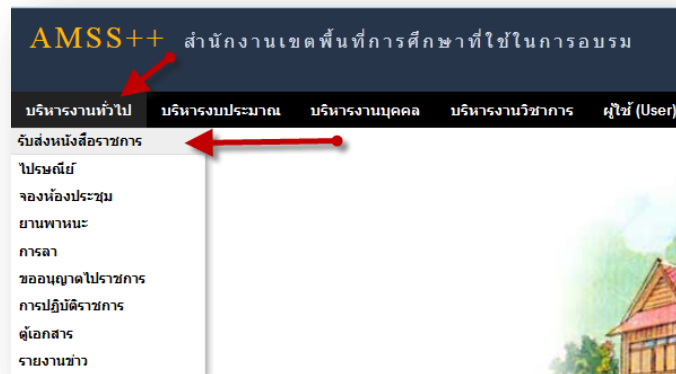 AMSS++ สำนักงานเขตพื้นที่การศึกษาที่ใช้ในการอบรม
บริหารงานทั่วไป บริหารงบประมาณ บริหารงานบุคคล บริหารงานวิชาการ ผู้ใช้ (User)
รับส่งหนังสือราชการ
ไปรษณีย์
จองห้องประชุม
ยานพาหนะ
การลา
ขออนุญาตไปราชการ
การปฏิบัติราชการ
ตู้เอกสาร
รายงานข่าว